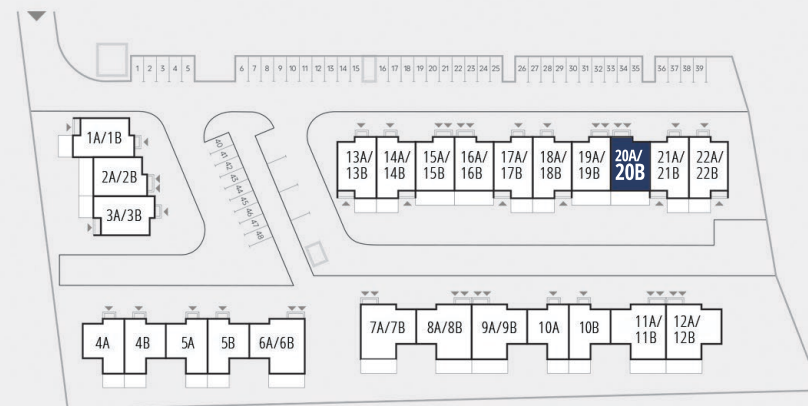 1 2 3 4 5
6 7 8 9 10 11 12 13 14 15
16 17 18 19 20 21 22 23 24 25
26 27 28 29 30 31 32 33 34 35
36 37 38 39
40
41
42
43
44
45
46
47
48
1A/1B
2A/2B
3A/3B
13A/
13B
14A/
14B
15A/
15B
16A/
16B
17A/
17B
18A/
18B
19A/
19B
20A/
20B
21A/
21B
22A/
22B
4A
4B
5A
5B
6A/6B
7A/7B
8A/8B
9A/9B
10A
10B
11A/
11B
12A/
12B